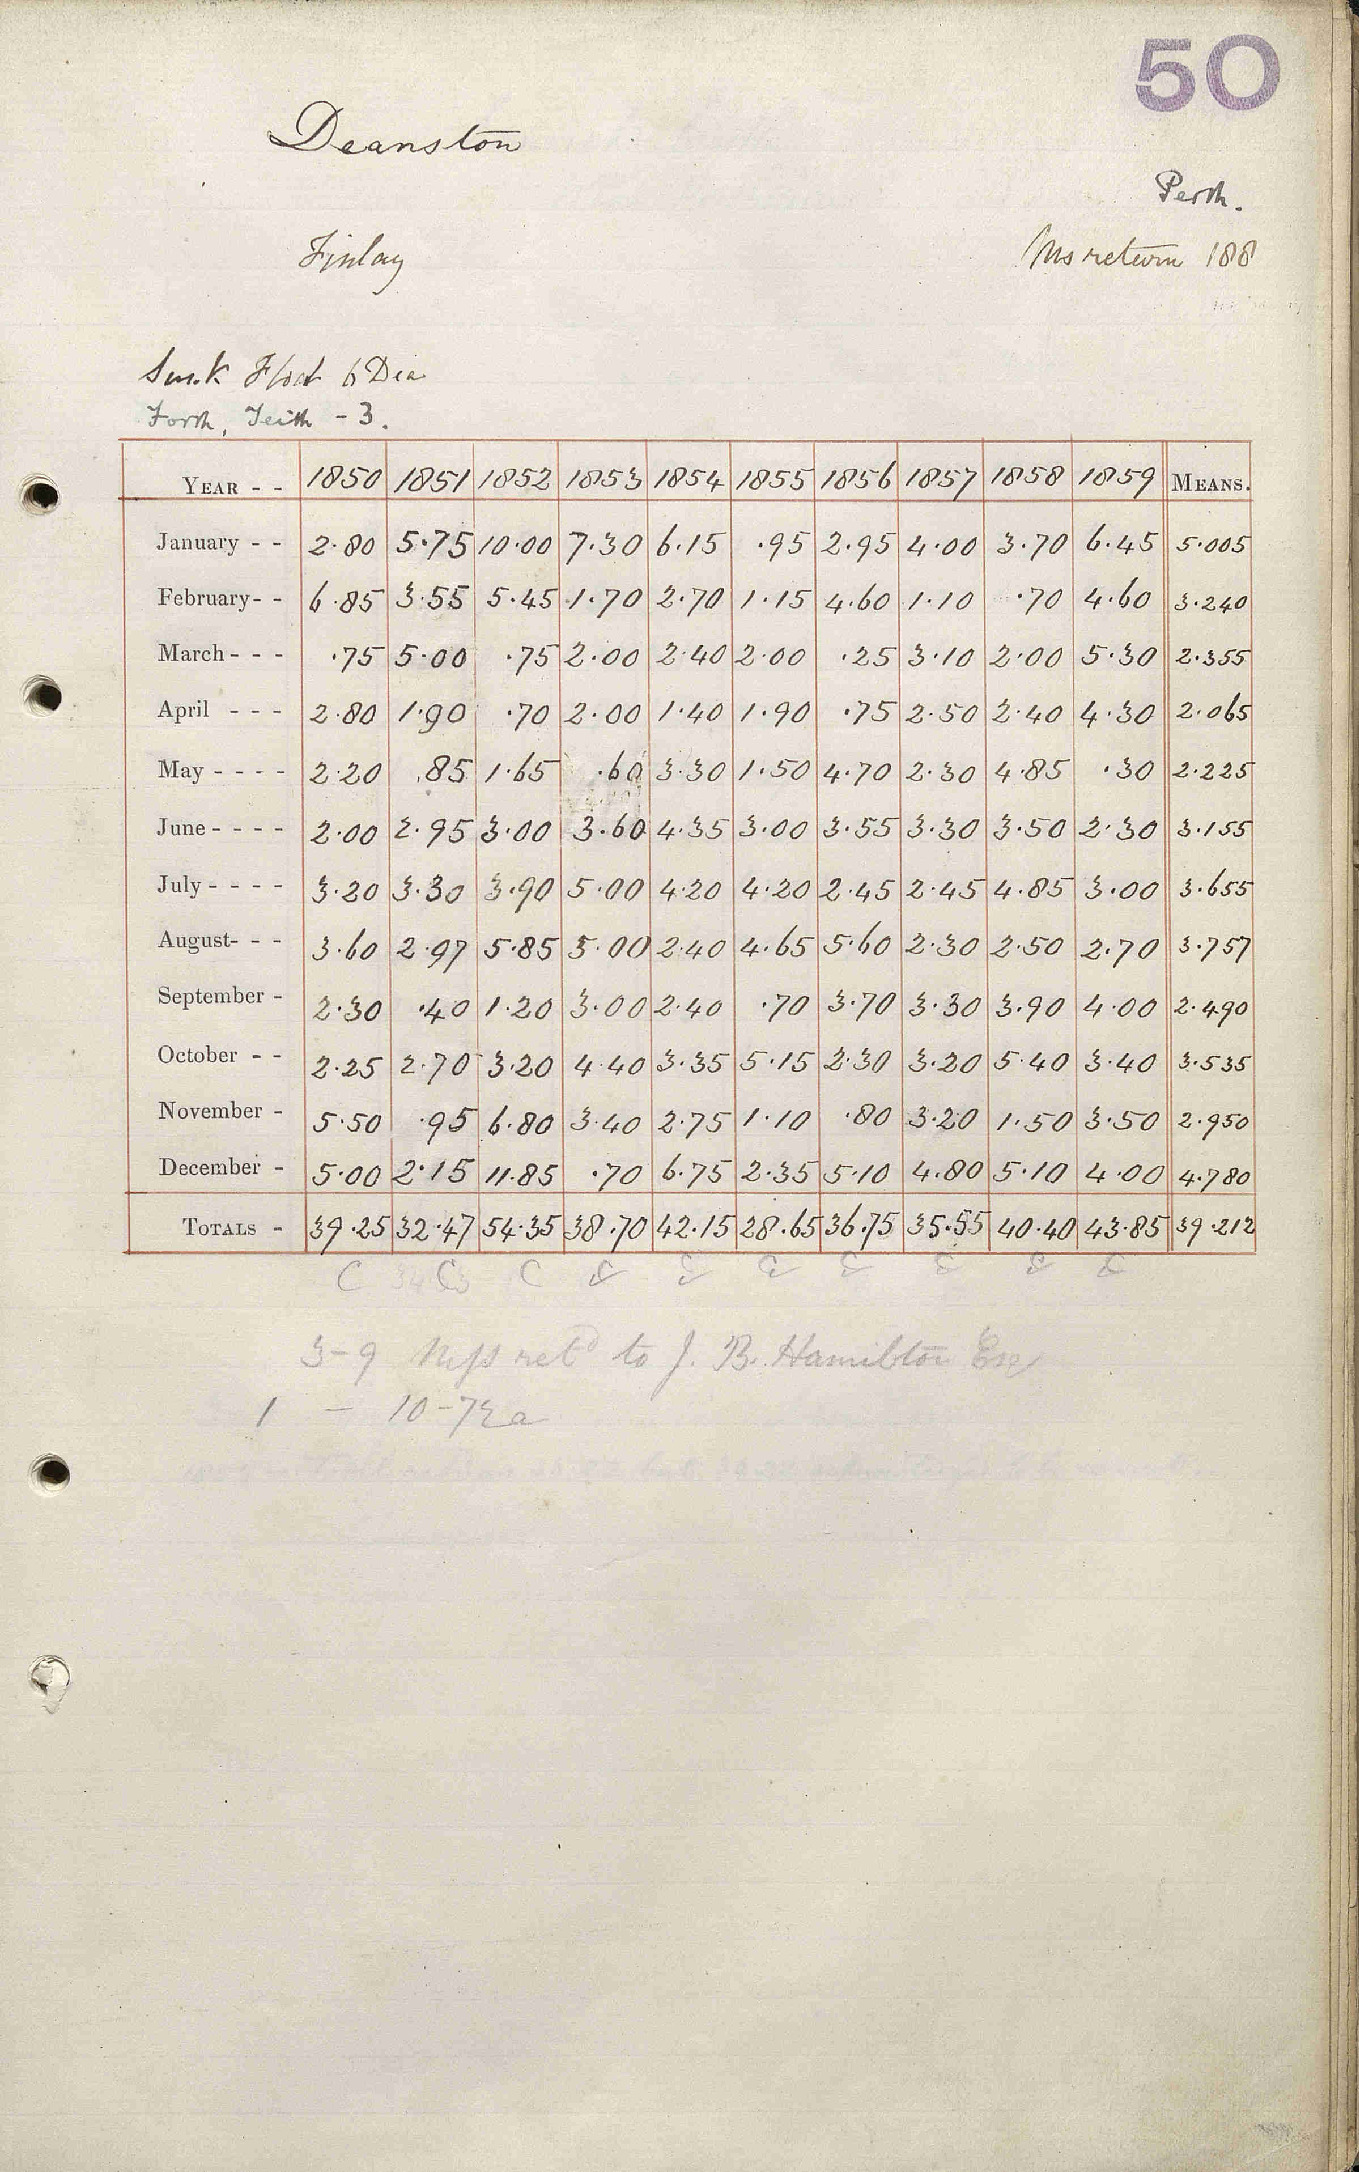 50
Deanston
Perth.
Finlay
Ms return 188
Sunk Float 6 Dia
Forth, Teith - 3.
YEAR - - 1850 1851 1852 1853 1854 1855 1856 1857 1858 1859 MEANS.
January - - 2.80 5.75 10.00 7.30 6.15 .95 2.95 4.00 3.70 6.45 5.005
February - - 6.85 3.55 5.45 1.70 2.70 1.15 4.60 1.10 .70 4.60 3.240
March - - - .75 5.00 .75 2.00 2.40 2.00 .25 3.10 2.00 5.30 2.355
April - - - 2.80 1.90 .70 2.00 1.40 1.90 .75 2.50 2.40 4.30 2.065
May - - - - 2.20 .85 1.65 .60 3.30 1.50 4.70 2.30 4.85 .30 2.225
June - - - - 2.00 2.95 3.00 3.60 4.35 3.00 3.55 3.30 3.50 2.30 3.155
July - - - - 3.20 3.30 3.90 5.00 4.20 4.20 2.45 2.45 4.85 3.00 3.655
August - - - 3.60 2.97 5.85 5.00 2.40 4.65 5.60 2.30 2.50 2.70 3.757
September - 2.30 .40 1.20 3.00 2.40 .70 3.70 3.30 3.90 4.00 2.490
October - - 2.25 2.70 3.20 4.40 3.35 5.15 2.30 3.20 5.40 3.40 3.535
November - 5.50 .95 6.80 3.40 2.75 1.10 .80 3.20 1.50 3.50 2.950
December - 5.00 2.15 11.85 .70 6.75 2.35 5.10 4.80 5.10 4.00 4.780
TOTALS - 39.25 32.47 54.35 38.70 42.15 28.65 36.75 35.55 40.40 43.85 39.212
C C C C C C C C C C
3-9 Mss retd to J. B. Hamilton Esq
1 - 10-72